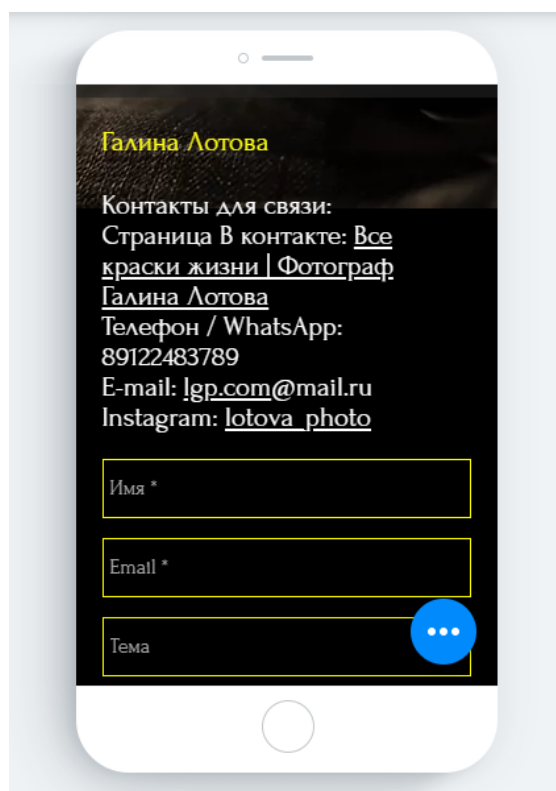 Галина Лотова
Контакты для связи:
Страница В контакте: Все
краски жизни | Фотограф
Галина Лотова
Телефон / WhatsApp:
89122483789
E-mail: lgp.com@mail.ru
Instagram: lotova_photo
Имя *
Email *
Тема